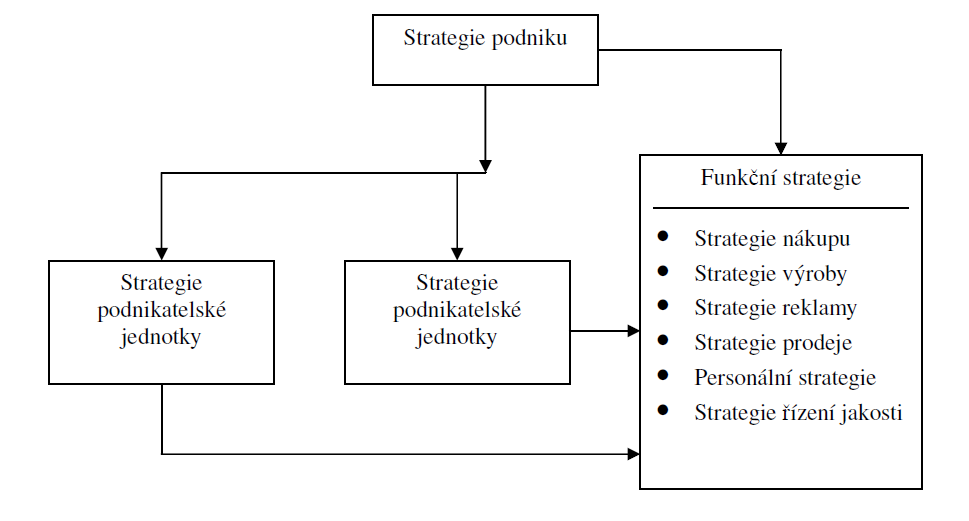 Strategie podniku
Funkční strategie
Strategie nákupu
Strategie výroby
Strategie reklamy
Strategie prodeje
Personální strategie
Strategie řízení jakosti
Strategie
podnikatelské
jednotky
Strategie
podnikatelské
jednotky